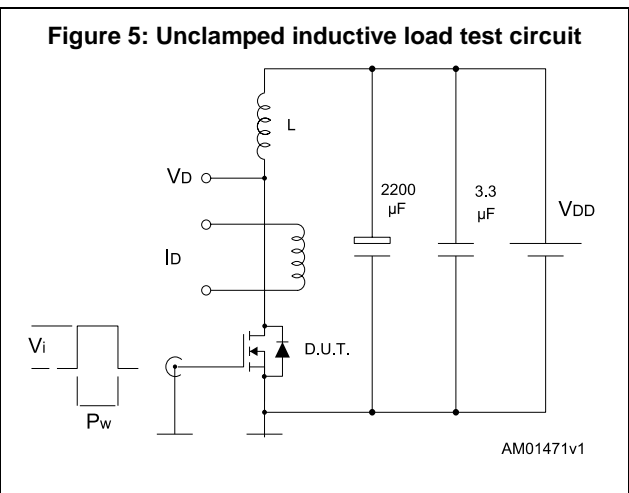 Figure 5: Unclamped inductive load test circuit
L
VD
2200
µF
3.3
µF
VDD
ID
Vi
D.U.T.
Pw
AM01471v1